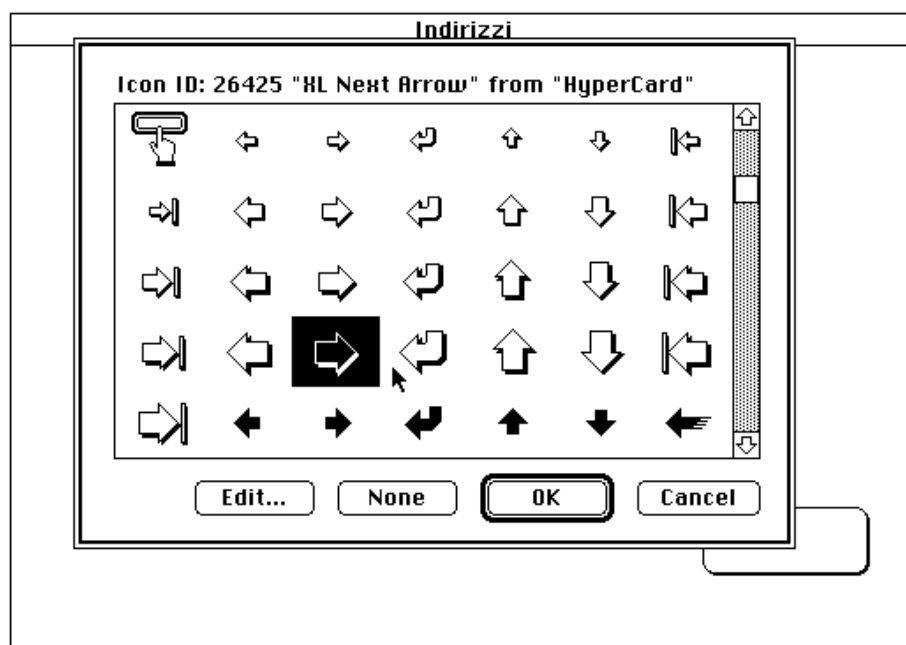 Indirizzi
Icon ID: 26425 "XL Next Arrow" from "HyperCard"
Edit...
None
OK
Cancel